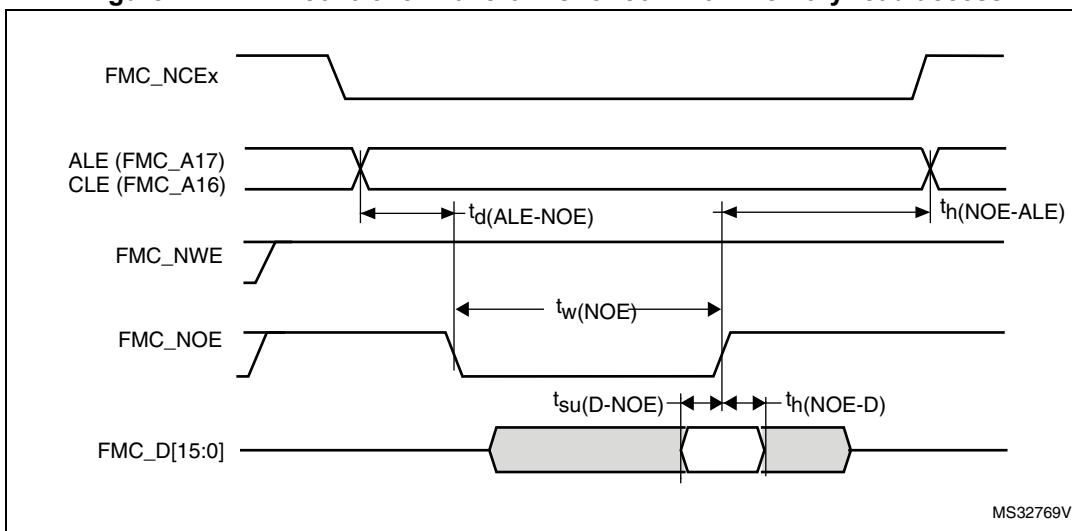 FMC_NCEx
ALE (FMC_A17)
CLE (FMC_A16)
td(ALE-NOE)
th(NOE-ALE)
FMC_NWE
tw(NOE)
FMC_NOE
tsu(D-NOE)
th(NOE-D)
FMC_D[15:0]